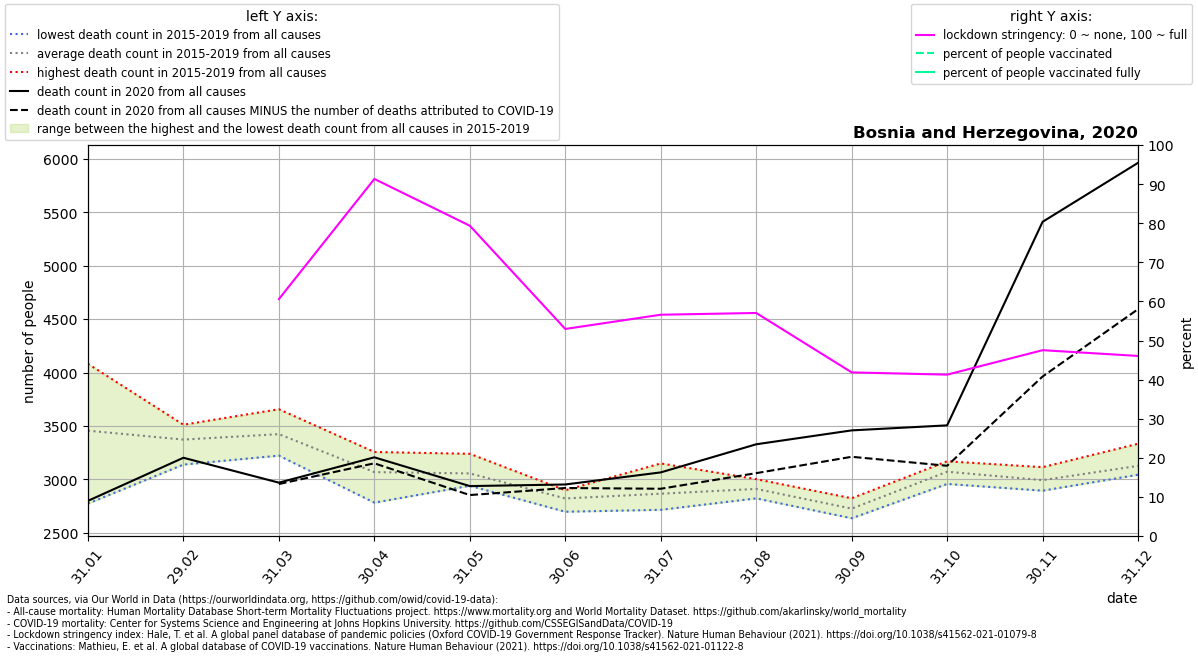 left Y axis:
lowest death count in 2015-2019 from all causes
average death count in 2015-2019 from all causes
highest death count in 2015-2019 from all causes
death count in 2020 from all causes
death count in 2020 from all causes MINUS the number of deaths attributed to COVID-19
range between the highest and the lowest death count from all causes in 2015-2019
right Y axis:
lockdown stringency: 0 ~ none, 100 ~ full
percent of people vaccinated
percent of people vaccinated fully
Bosnia and Herzegovina, 2020
number of people
6000
5500
5000
4500
4000
3500
3000
2500
100
90
80
70
60
50
40
30
20
10
0
percent
31.01
29.02
31.03
30.04
31.05
30.06
31.07
31.08
30.09
31.10
30.11
31.12
date
Data sources, via Our World in Data (https://ourworldindata.org, https://github.com/owid/covid-19-data):
- All-cause mortality: Human Mortality Database Short-term Mortality Fluctuations project. https://www.mortality.org and World Mortality Dataset. https://github.com/akarlinsky/world_mortality
- COVID-19 mortality: Center for Systems Science and Engineering at Johns Hopkins University. https://github.com/CSSEGISandData/COVID-19
- Lockdown stringency index: Hale, T. et al. A global panel database of pandemic policies (Oxford COVID-19 Government Response Tracker). Nature Human Behaviour (2021). https://doi.org/10.1038/s41562-021-01079-8
- Vaccinations: Mathieu, E. et al. A global database of COVID-19 vaccinations. Nature Human Behaviour (2021). https://doi.org/10.1038/s41562-021-01122-8